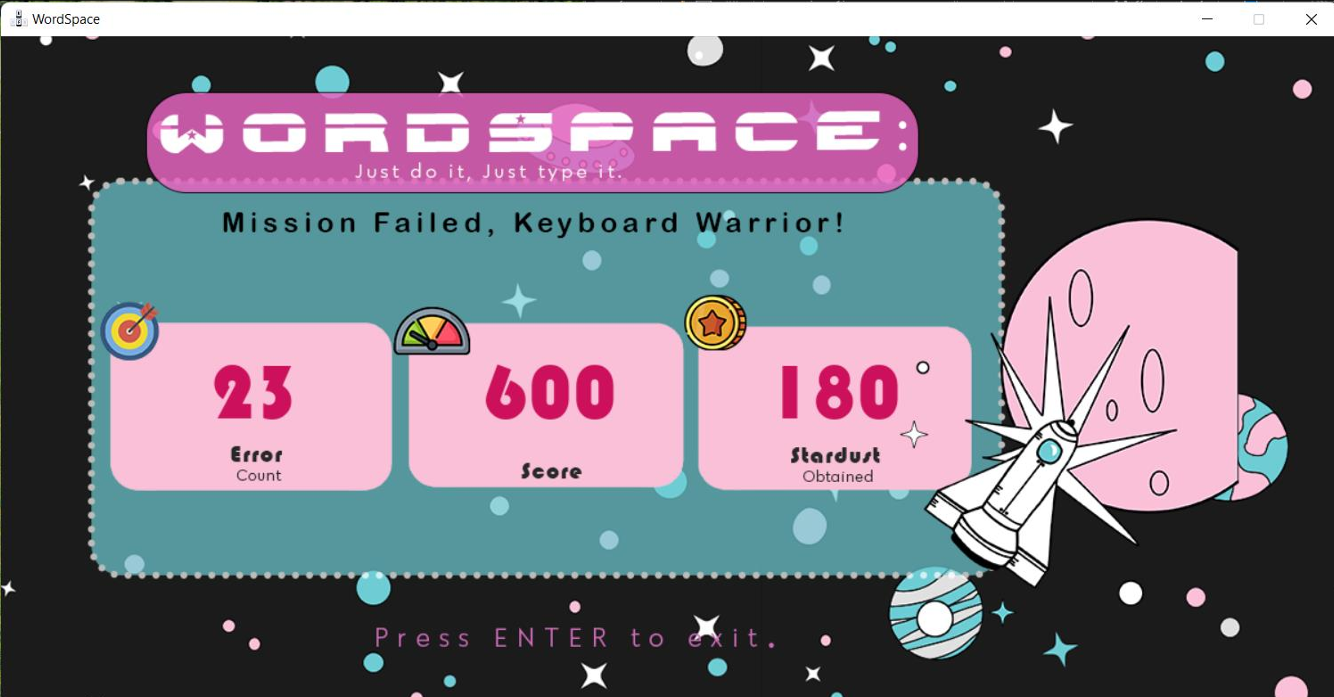 WordSpace
WORDSPACE:
Just do it, Just type it.
Mission Failed, Keyboard Warrior!
23
Error
Count
600
Score
180
Stardust
Obtained
Press ENTER to exit.